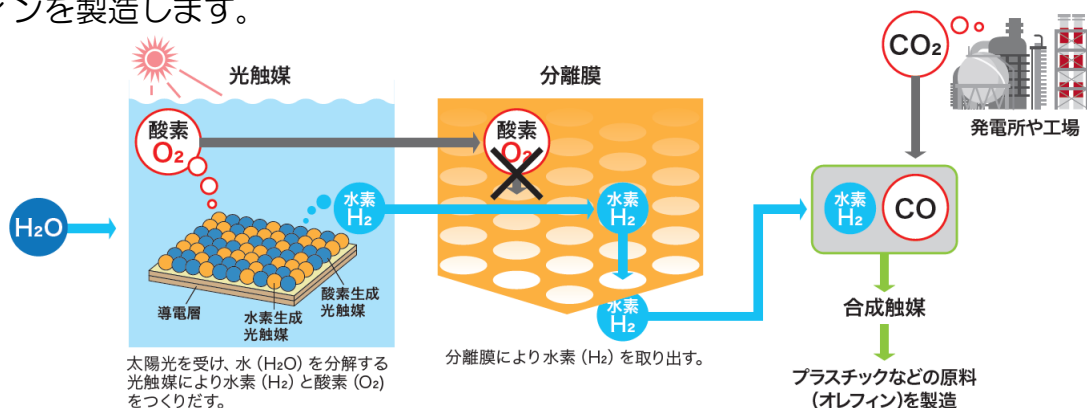 ィンを製造します。
光触媒
分離膜
CO₂
発電所や工場
酸素
O₂
酸素
O₂
H₂O
水素
H₂
水素
H₂
水素
H₂
CO
導電層
水素生成
光触媒
酸素生成
光触媒
水素
H₂
合成触媒
太陽光を受け、水（H₂O）を分解する
光触媒により水素（H₂）と酸素（O₂）
をつくりだす。
分離膜により水素（H₂）を取り出す。
プラスチックなどの原料
（オレフィン）を製造